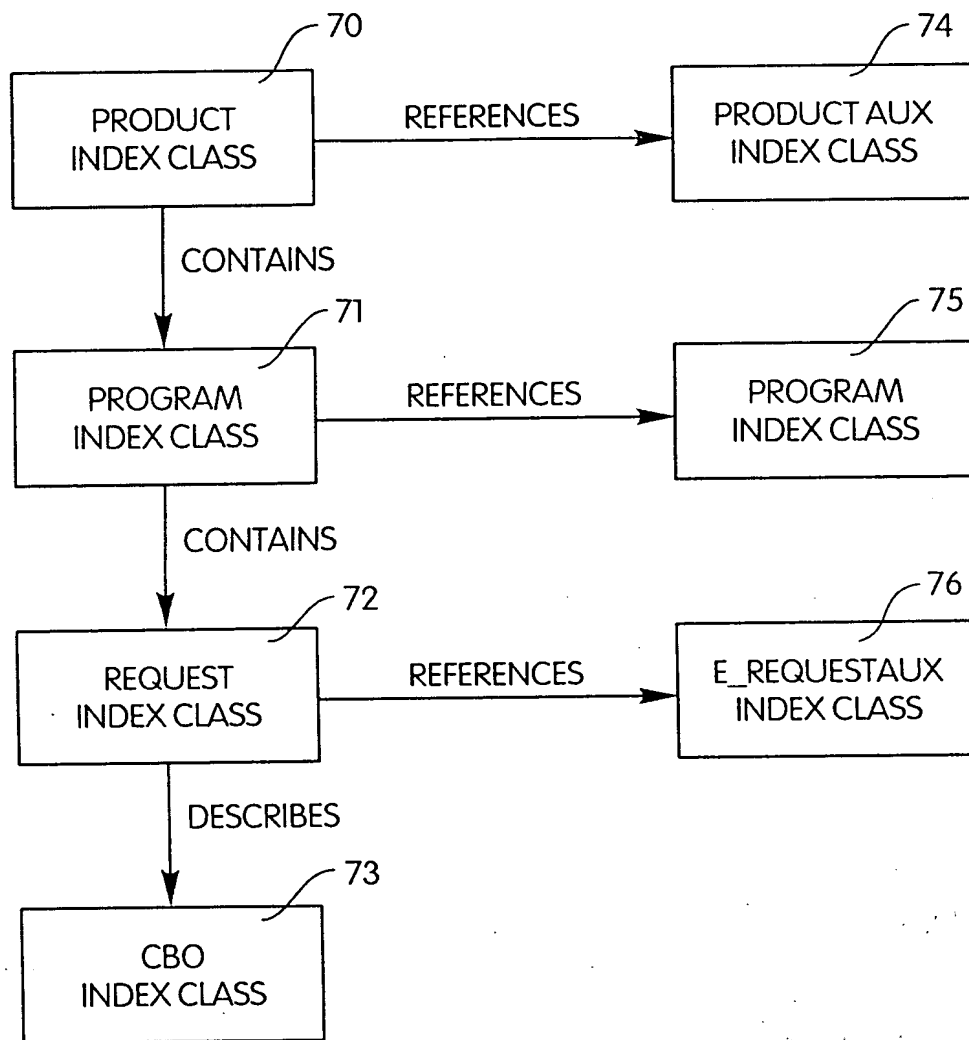 70
74
PRODUCT
INDEX CLASS
REFERENCES
PRODUCT AUX
INDEX CLASS
CONTAINS
71
75
PROGRAM
INDEX CLASS
REFERENCES
PROGRAM
INDEX CLASS
CONTAINS
72
76
REQUEST
INDEX CLASS
REFERENCES
E_REQUESTAUX
INDEX CLASS
DESCRIBES
73
CBO
INDEX CLASS